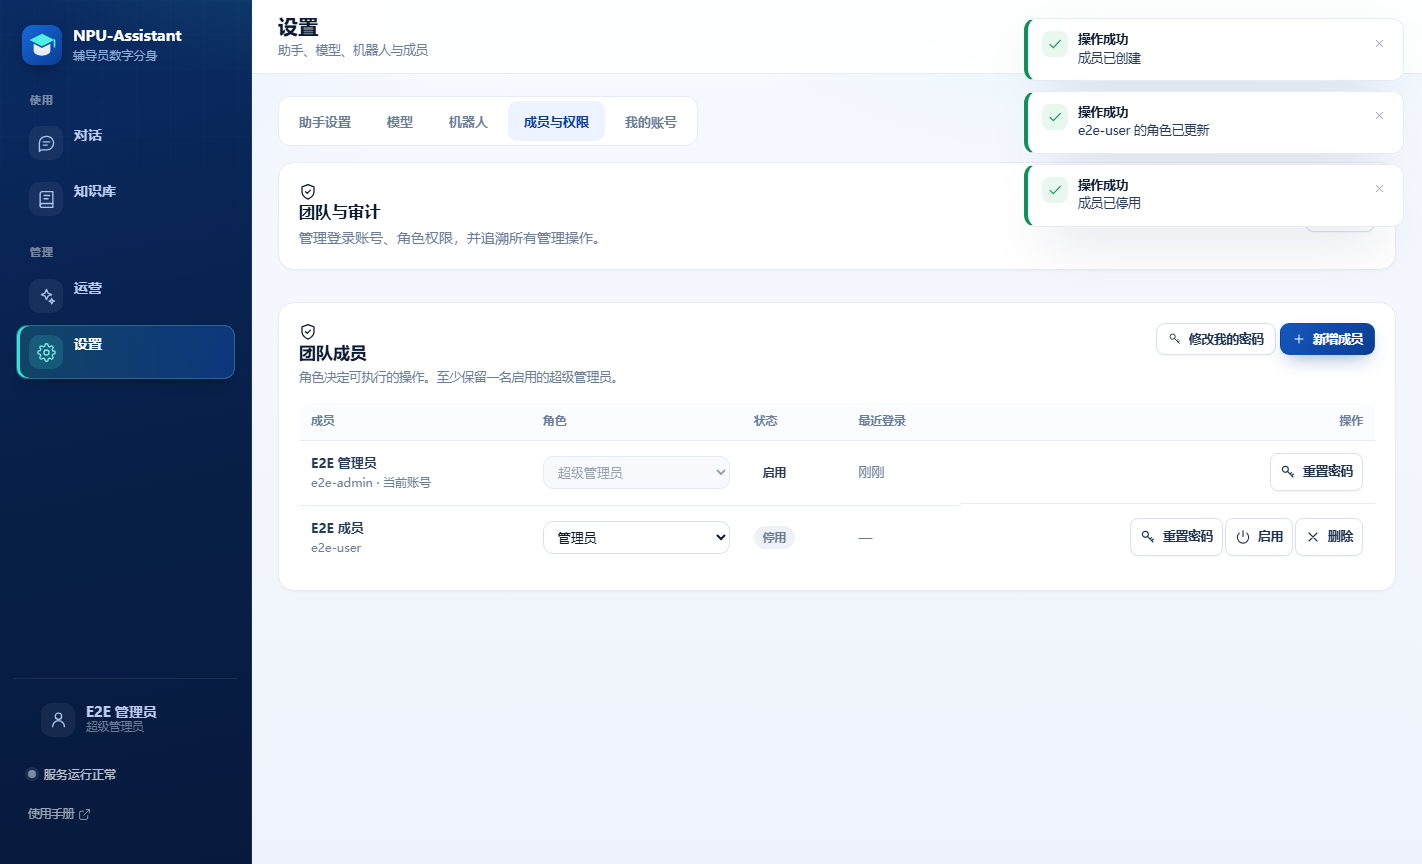 NPU-Assistant
辅导员数字分身
使用
对话
知识库
管理
运营
设置
E2E 管理员
超级管理员
服务运行正常
使用手册
设置
助手、模型、机器人与成员
助手设置
模型
机器人
成员与权限
我的账号
团队与审计
管理登录账号、角色权限，并追溯所有管理操作。
团队成员
角色决定可执行的操作。至少保留一名启用的超级管理员。
修改我的密码
新增成员
成员 角色 状态 最近登录 操作
E2E 管理员
e2e-admin · 当前账号
超级管理员
启用
刚刚
重置密码
E2E 成员
e2e-user
管理员
停用
—
重置密码
启用
删除
操作成功
成员已创建
操作成功
e2e-user 的角色已更新
操作成功
成员已停用